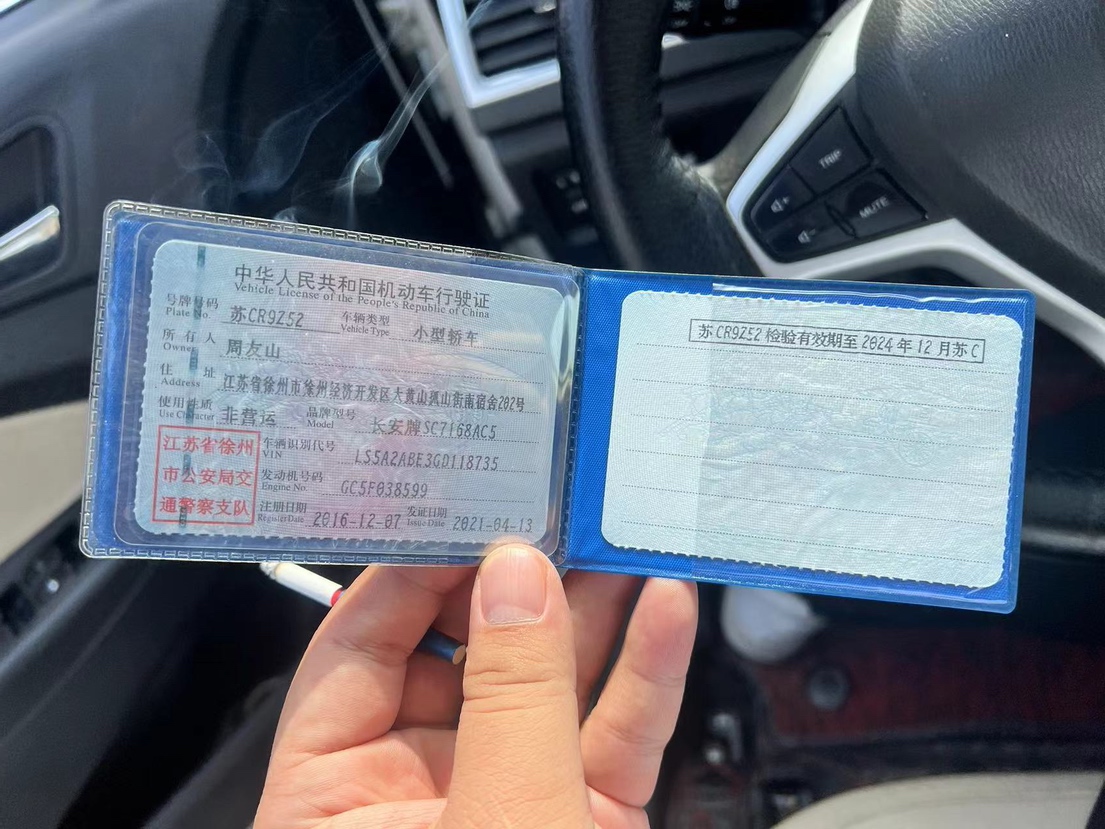 中华人民共和国机动车行驶证
Vehicle License of the People's Republic of China
号牌号码 苏CR9Z52 车辆类型 小型轿车
Plate No. Vehicle Type
所有人 周友山
Owner
住址 江苏省徐州市徐州经济开发区大黄山孤山街南宿舍202号
Address
使用性质 非营运 品牌型号 长安牌SC7168AC5
Use Character Model
江苏省徐州
市公安局交
通警察支队
车辆识别代号 LS5A2ABE3GD118735
VIN
发动机号码 GC5F038599
Engine No.
注册日期 2016-12-07 发证日期 2021-04-13
Register Date Issue Date
苏CR9Z52检验有效期至2024年12月苏C
TRIP
MUTE